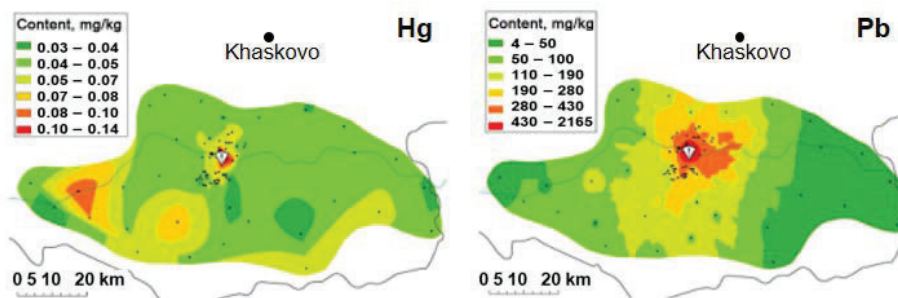 Content, mg/kg
0.03 – 0.04
0.04 – 0.05
0.05 – 0.07
0.07 – 0.08
0.08 – 0.10
0.10 – 0.14
Hg
Khaskovo
0 5 10 20 km
Content, mg/kg
4 – 50
50 – 100
110 – 190
190 – 280
280 – 430
430 – 2165
Pb
Khaskovo
0 5 10 20 km